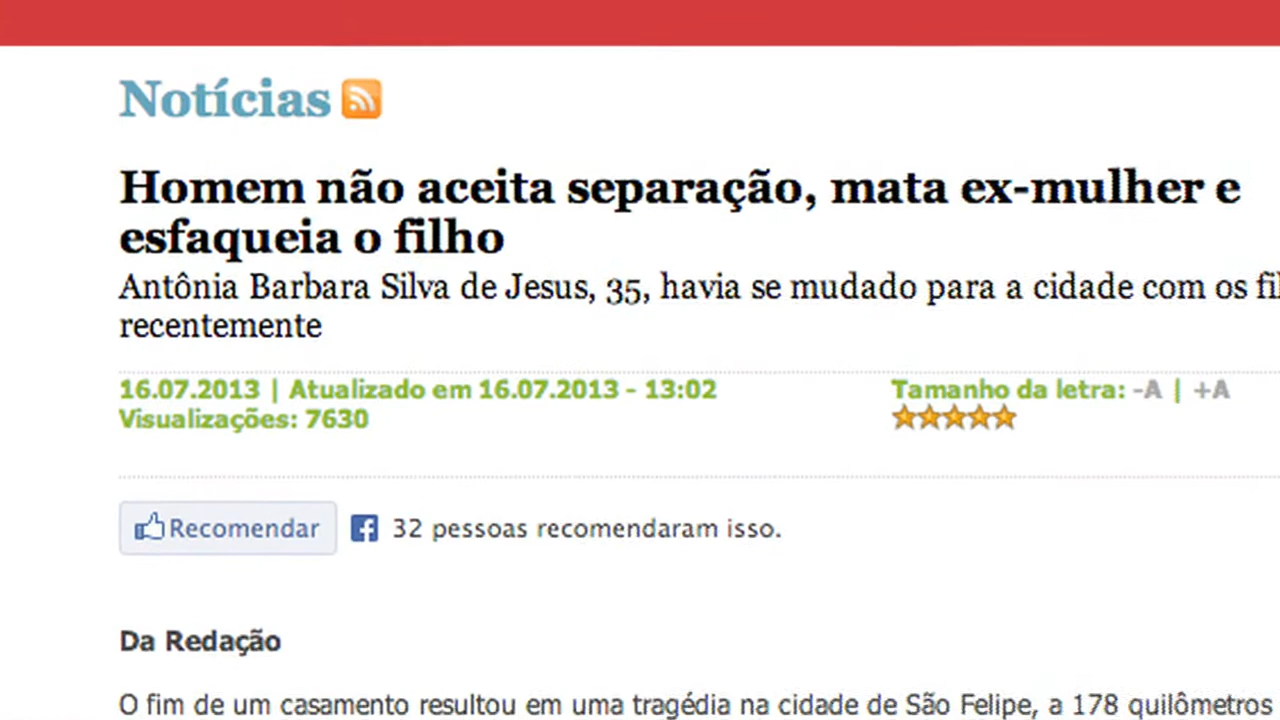 Notícias
Homem não aceita separação, mata ex-mulher e
esfaqueia o filho
Antônia Barbara Silva de Jesus, 35, havia se mudado para a cidade com os
recentemente
16.07.2013 | Atualizado em 16.07.2013 - 13:02
Tamanho da letra: -A | +A
Visualizações: 7630
Recomendar
32 pessoas recomendaram isso.
Da Redação
O fim de um casamento resultou em uma tragédia na cidade de São Felipe, a 178 quilômetros